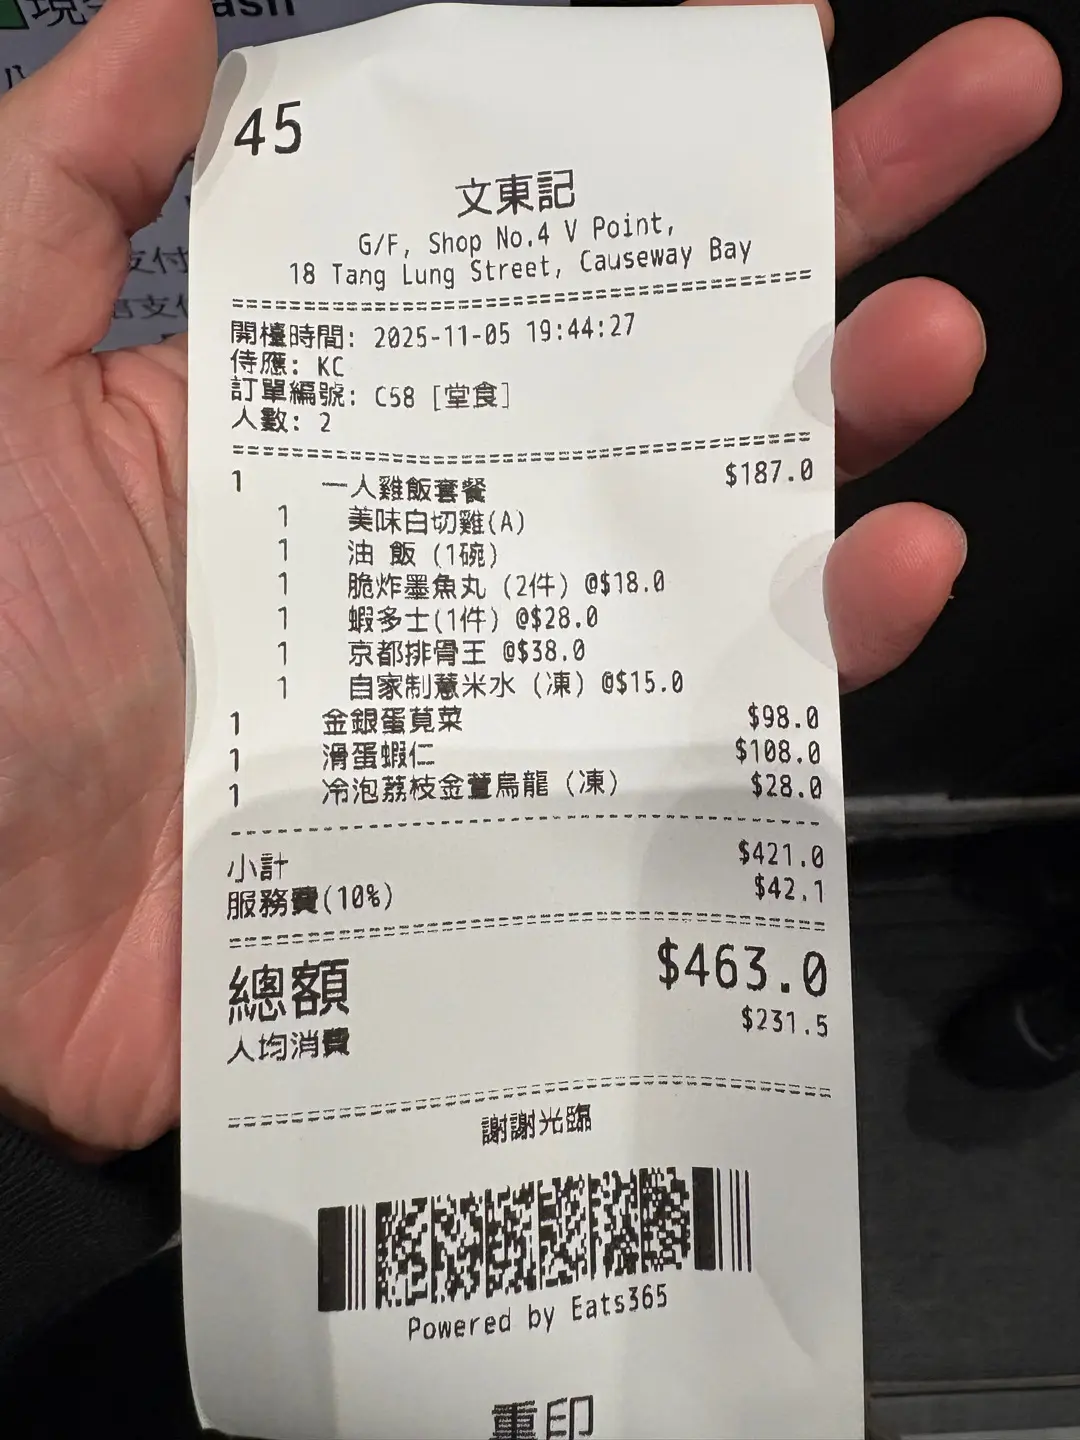 現 ash
支付
支付
45
文東記
G/F, Shop No.4 V Point,
18 Tang Lung Street, Causeway Bay
開檯時間: 2025-11-05 19:44:27
侍應: KC
訂單編號: C58 [堂食]
人數: 2
1 一人雞飯套餐 $187.0
1 美味白切雞(A)
1 油 飯 (1碗)
1 脆炸墨魚丸 (2件) @$18.0
1 蝦多士(1件) @$28.0
1 京都排骨王 @$38.0
1 自家制薏米水 (凍) @$15.0
1 金銀蛋莧菜 $98.0
1 滑蛋蝦仁 $108.0
1 冷泡荔枝金萱烏龍 (凍) $28.0
小計 $421.0
服務費(10%) $42.1
總額 $463.0
人均消費 $231.5
謝謝光臨
Powered by Eats365
重印